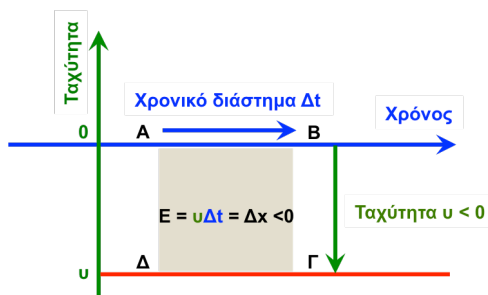 Ταχύτητα
Χρονικό διάστημα Δt
Χρόνος
0
A
B
E = υΔt = Δx <0
Ταχύτητα υ < 0
Δ
Γ
υ